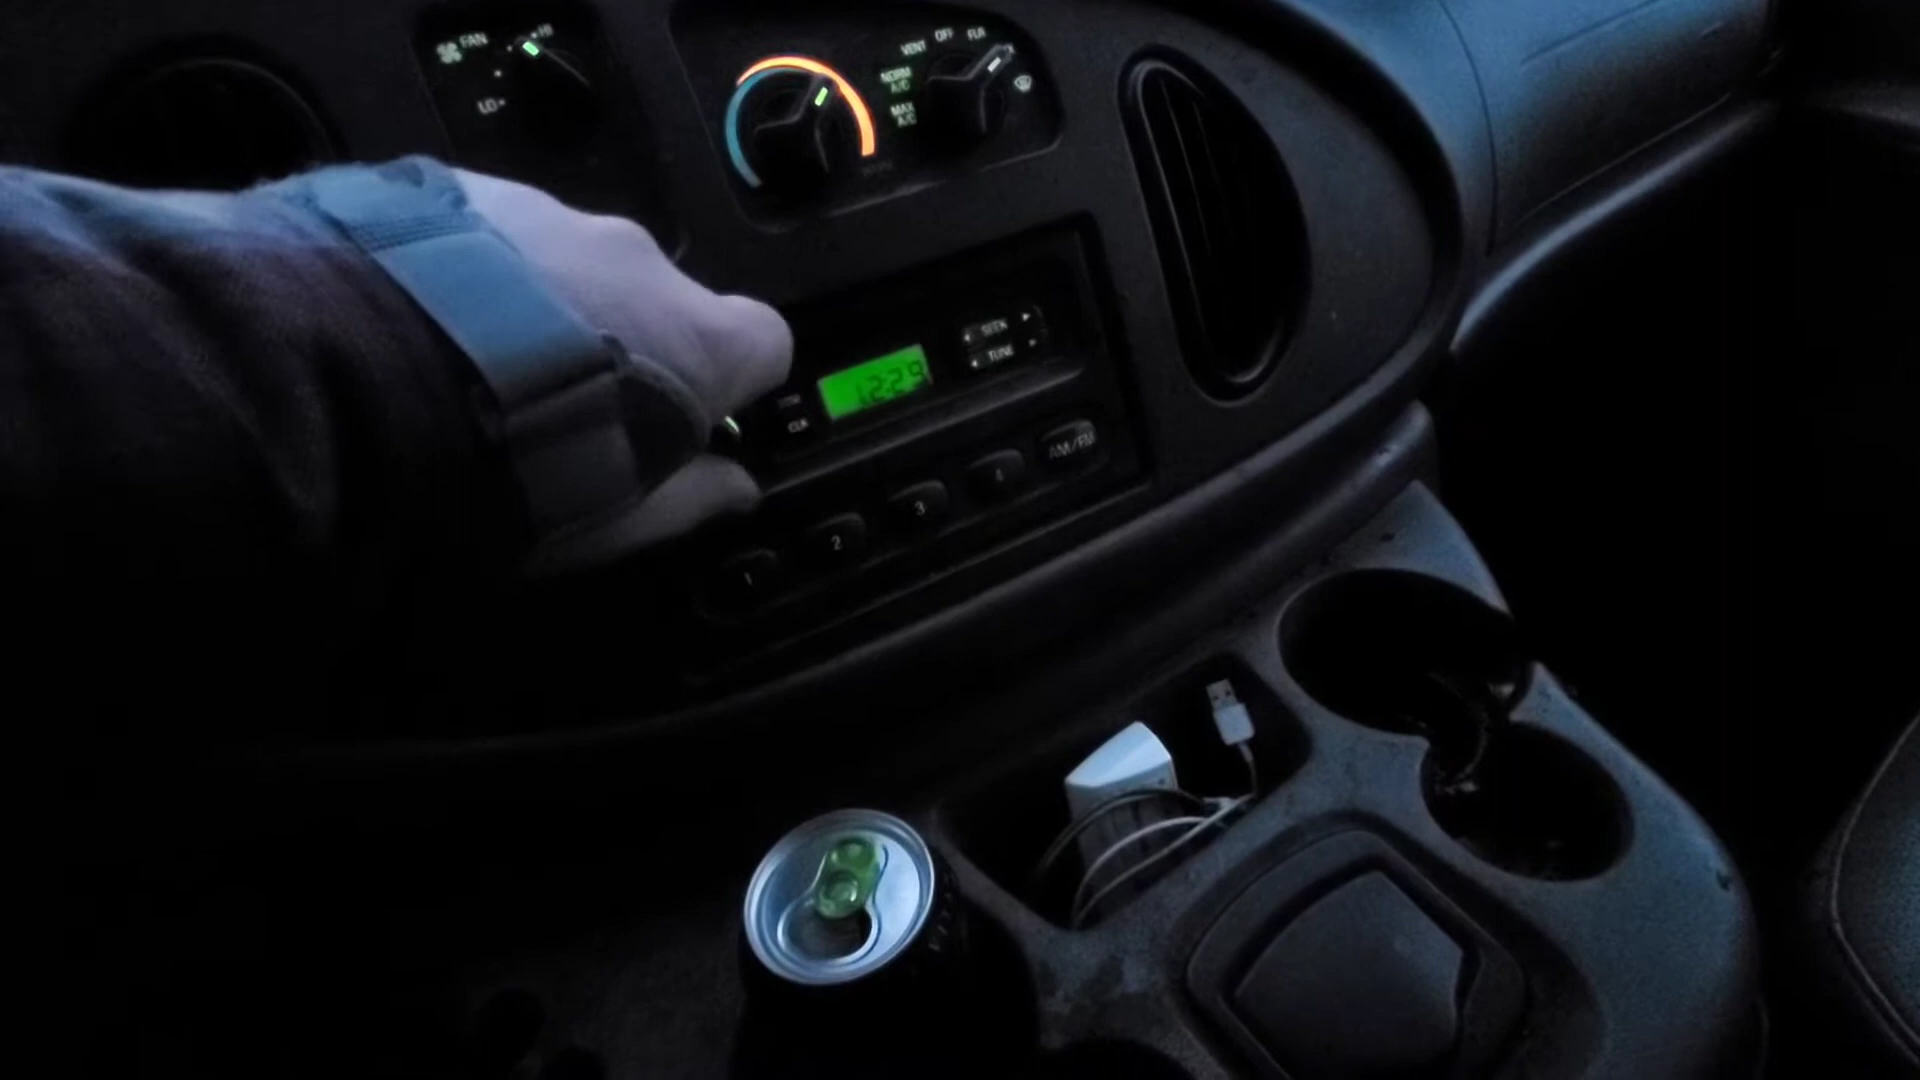 FAN
HI
LO
OFF
FLR
VENT
NORM
A/C
MAX
A/C
SEEK
TUNE
12:29
CLK
AM/FM
4
3
2
1